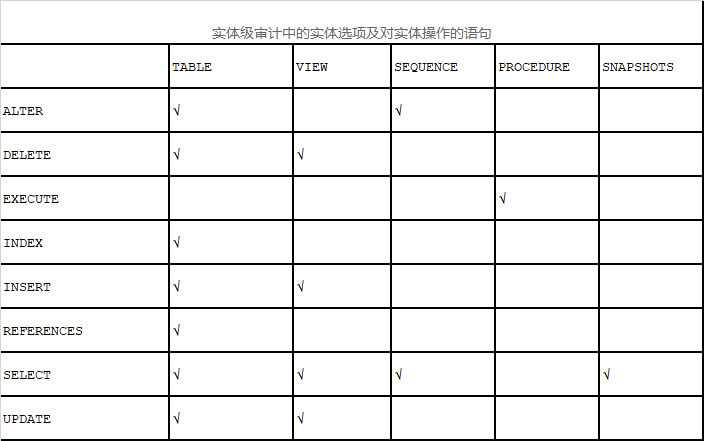 实体级审计中的实体选项及对实体操作的语句
TABLE VIEW SEQUENCE PROCEDURE SNAPSHOTS
ALTER √ √
DELETE √ √
EXECUTE √
INDEX √
INSERT √ √
REFERENCES √
SELECT √ √ √ √
UPDATE √ √